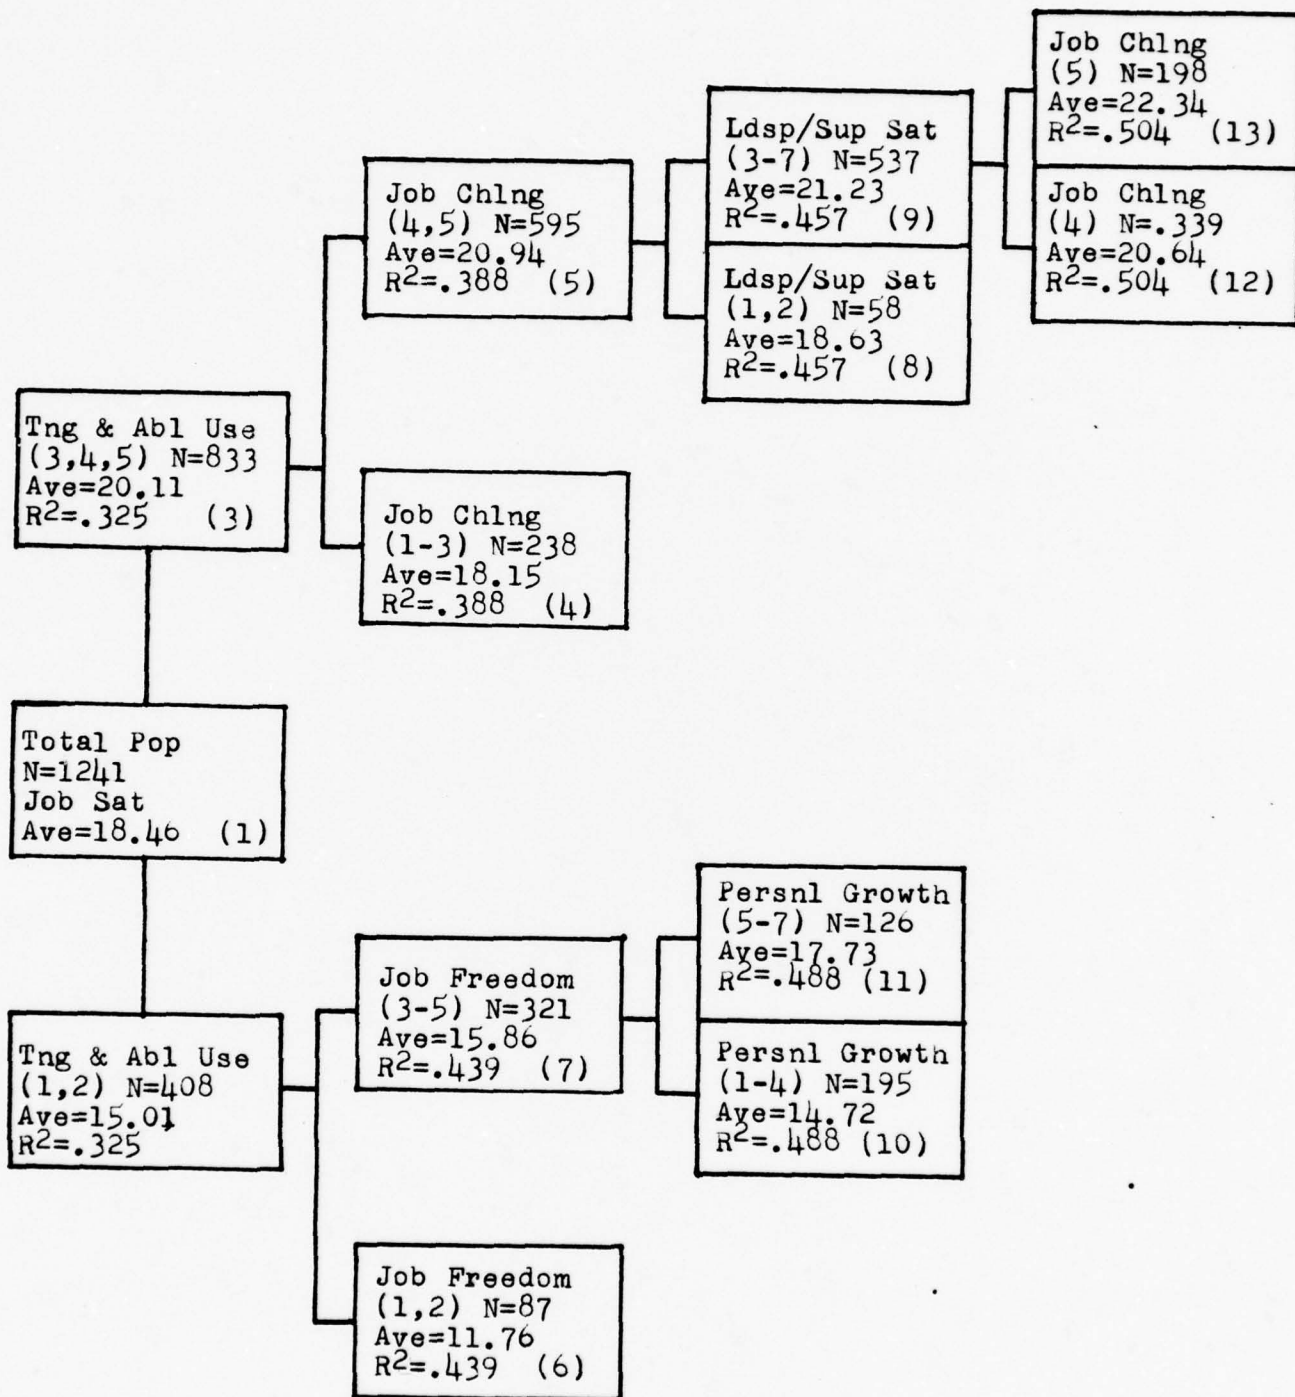 Job Chlng
(5) N=198
Ave=22.34
R²=.504 (13)
Job Chlng
(4) N=.339
Ave=20.64
R²=.504 (12)
Ldsp/Sup Sat
(3-7) N=537
Ave=21.23
R²=.457 (9)
Ldsp/Sup Sat
(1,2) N=58
Ave=18.63
R²=.457 (8)
Job Chlng
(4,5) N=595
Ave=20.94
R²=.388 (5)
Tng & Abl Use
(3,4,5) N=833
Ave=20.11
R²=.325 (3)
Job Chlng
(1-3) N=238
Ave=18.15
R²=.388 (4)
Total Pop
N=1241
Job Sat
Ave=18.46 (1)
Persnl Growth
(5-7) N=126
Ave=17.73
R²=.488 (11)
Persnl Growth
(1-4) N=195
Ave=14.72
R²=.488 (10)
Job Freedom
(3-5) N=321
Ave=15.86
R²=.439 (7)
Tng & Abl Use
(1,2) N=408
Ave=15.01
R²=.325
Job Freedom
(1,2) N=87
Ave=11.76
R²=.439 (6)